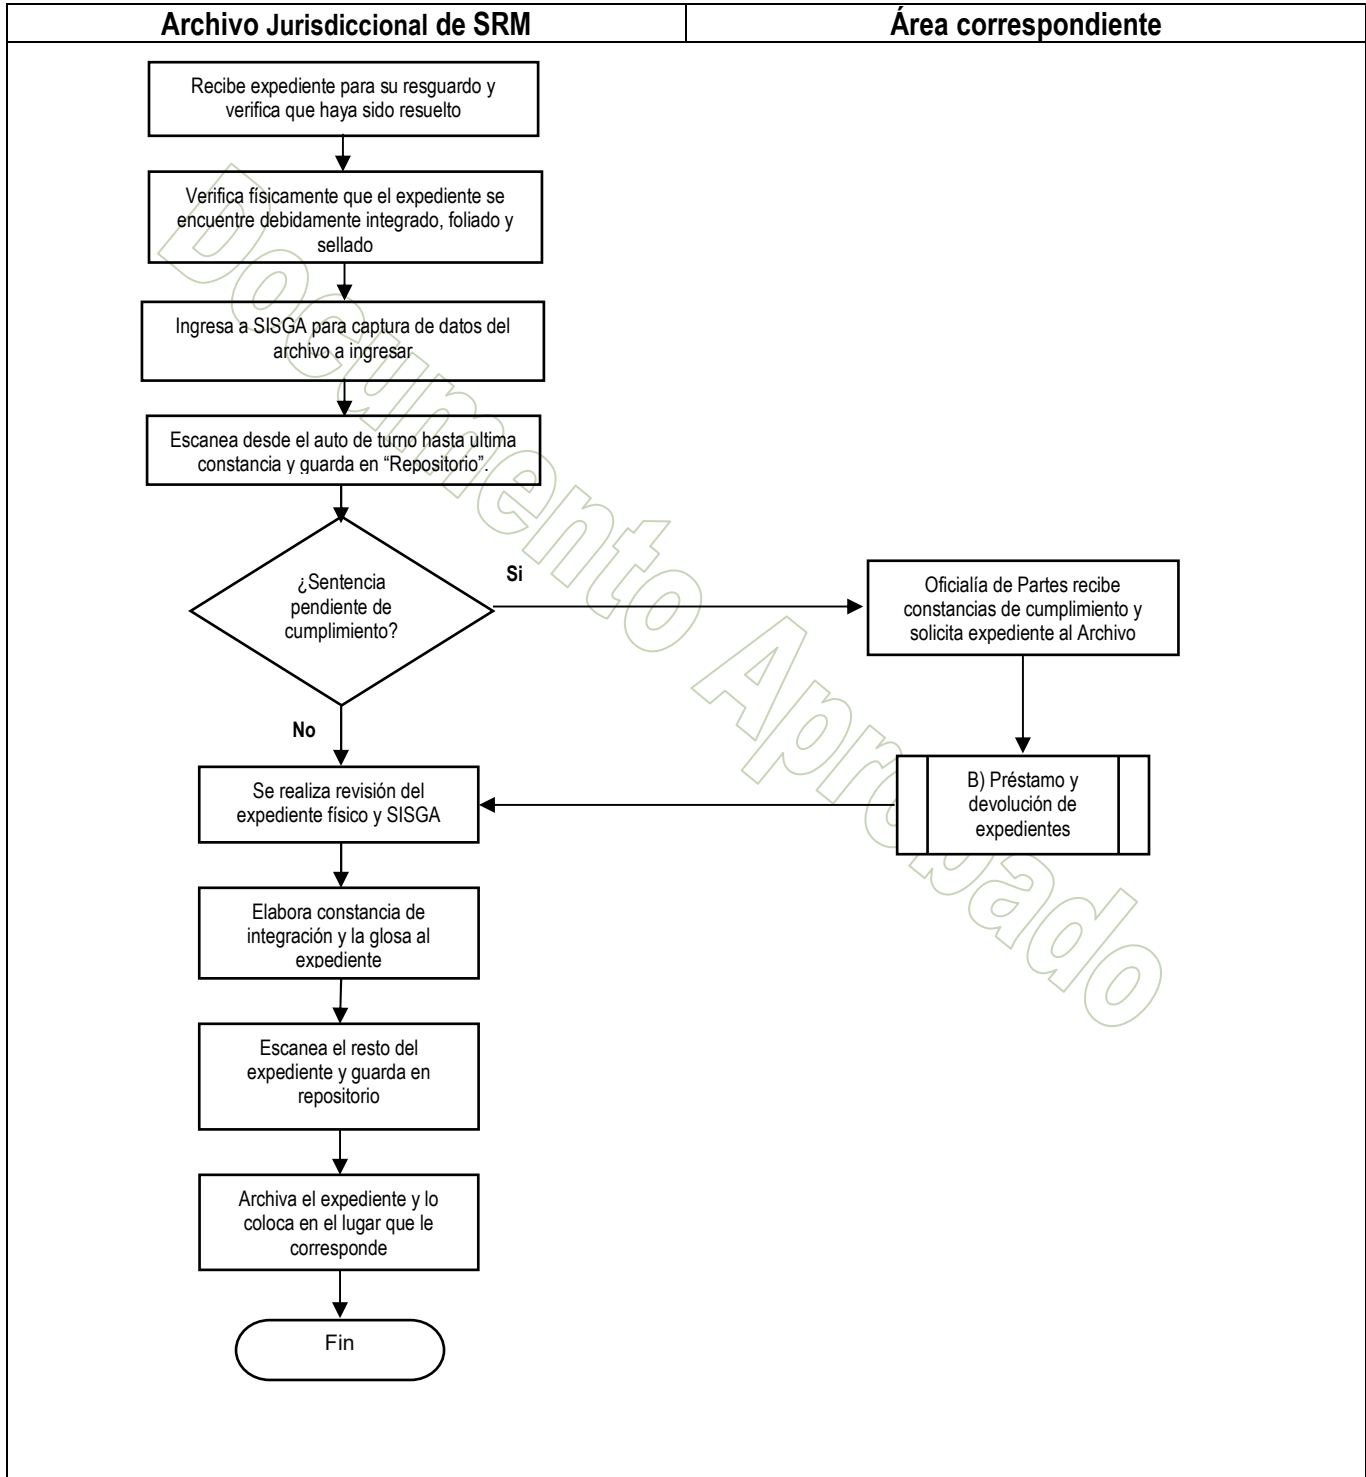 Archivo Jurisdiccional de SRM
Área correspondiente
Recibe expediente para su resguardo y
verifica que haya sido resuelto
Verifica físicamente que el expediente se
encuentre debidamente integrado, foliado y
sellado
Ingresa a SISGA para captura de datos del
archivo a ingresar
Escanea desde el auto de turno hasta ultima
constancia y guarda en “Repositorio”.
¿Sentencia
pendiente de
cumplimiento?
Si
Oficialía de Partes recibe
constancias de cumplimiento y
solicita expediente al Archivo
No
B) Préstamo y
devolución de
expedientes
Se realiza revisión del
expediente físico y SISGA
Elabora constancia de
integración y la glosa al
expediente
Escanea el resto del
expediente y guarda en
repositorio
Archiva el expediente y lo
coloca en el lugar que le
corresponde
Fin
Documento Aprobado